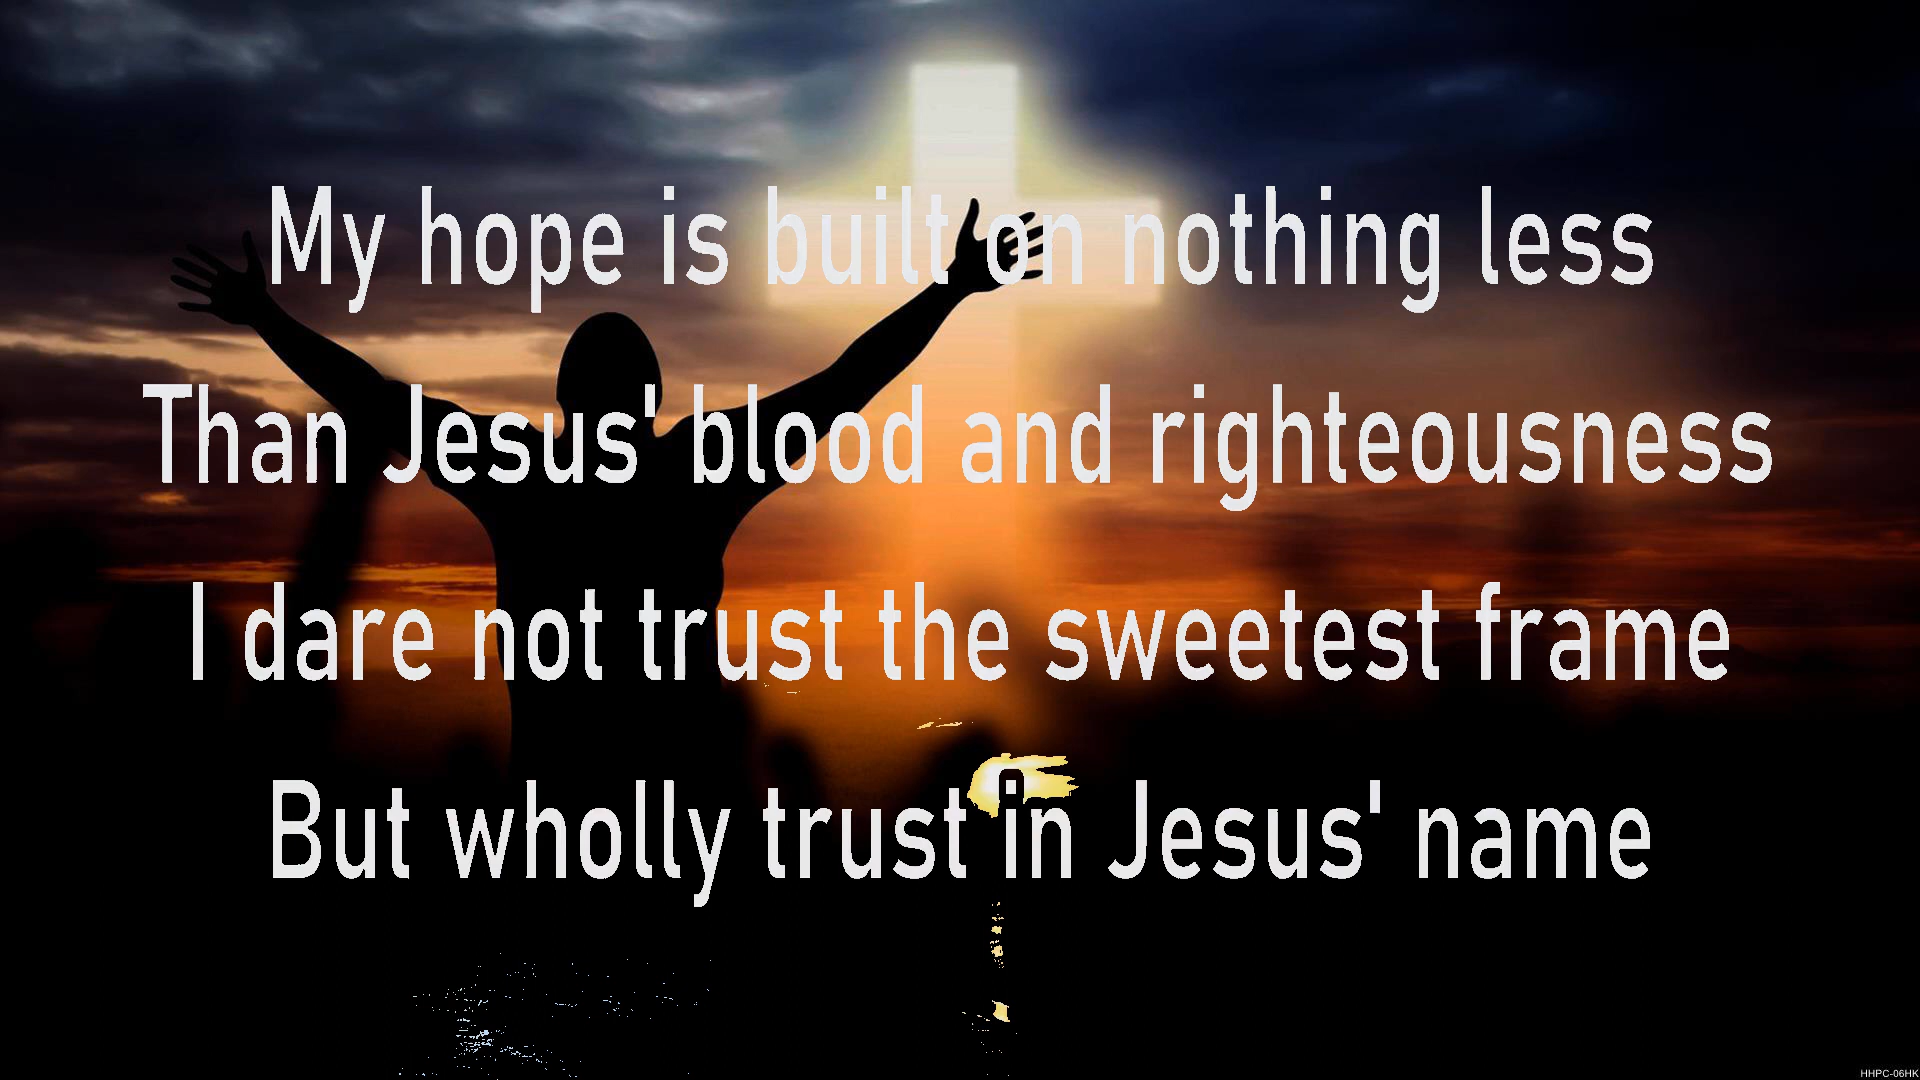 My hope is built on nothing less
Than Jesus' blood and righteousness
I dare not trust the sweetest frame
But wholly trust in Jesus' name
HHPC-06HK